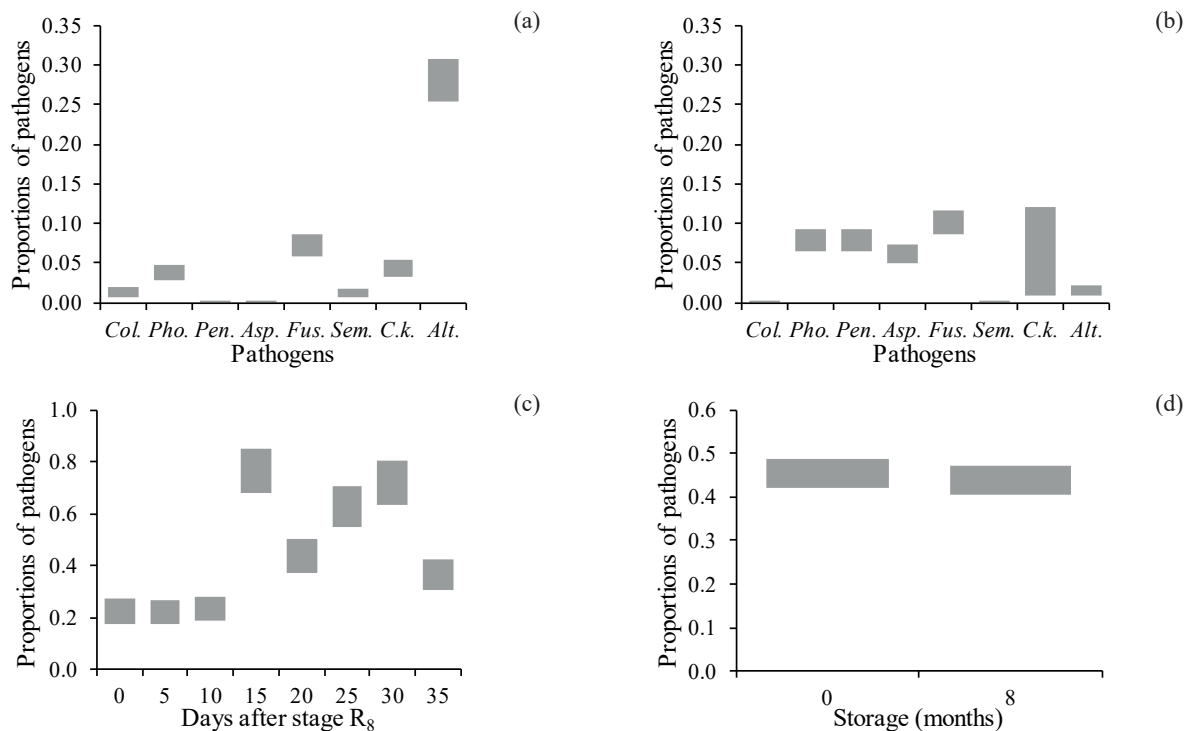 (a)
Proportions of pathogens
0.35
0.30
0.25
0.20
0.15
0.10
0.05
0.00
Col. Pho. Pen. Asp. Fus. Sem. C.k. Alt.
Pathogens
(b)
Proportions of pathogens
0.35
0.30
0.25
0.20
0.15
0.10
0.05
0.00
Col. Pho. Pen. Asp. Fus. Sem. C.k. Alt.
Pathogens
(c)
Proportions of pathogens
1.0
0.8
0.6
0.4
0.2
0.0
0 5 10 15 20 25 30 35
Days after stage R8
(d)
Proportions of pathogens
0.6
0.5
0.4
0.3
0.2
0.1
0.0
0 8
Storage (months)